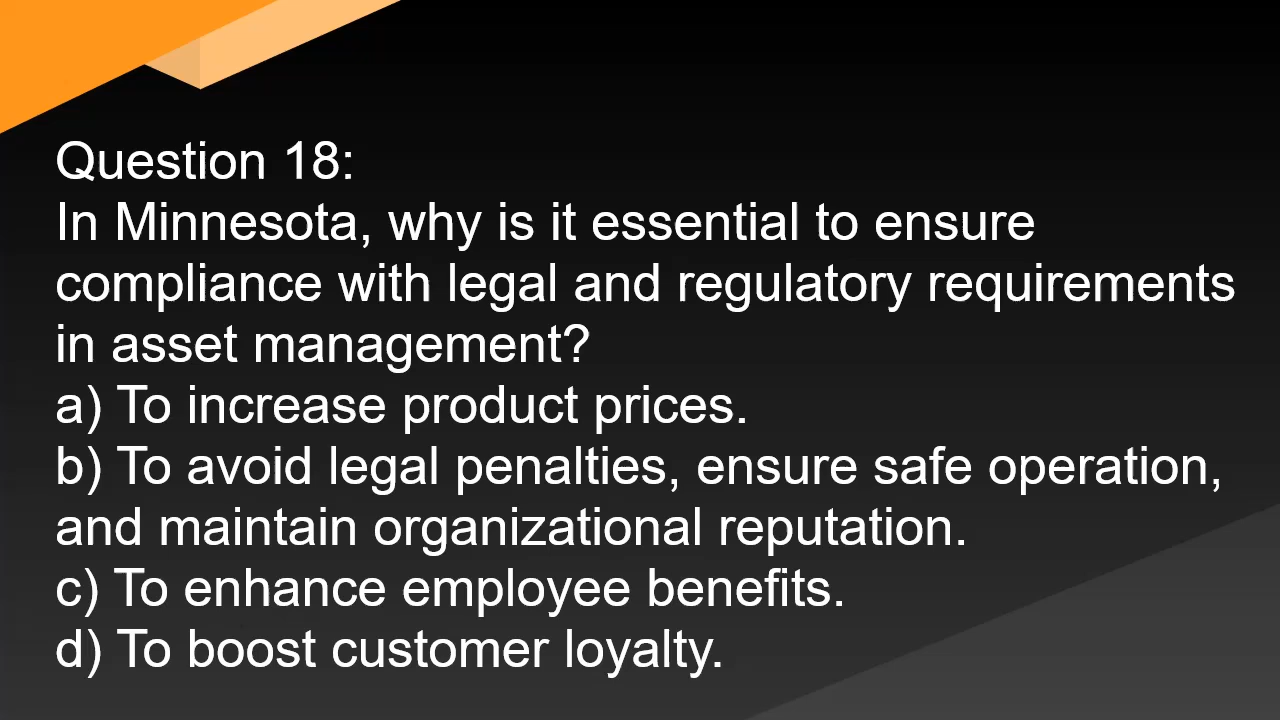 Question 18:
In Minnesota, why is it essential to ensure
compliance with legal and regulatory requirements
in asset management?
a) To increase product prices.
b) To avoid legal penalties, ensure safe operation,
and maintain organizational reputation.
c) To enhance employee benefits.
d) To boost customer loyalty.